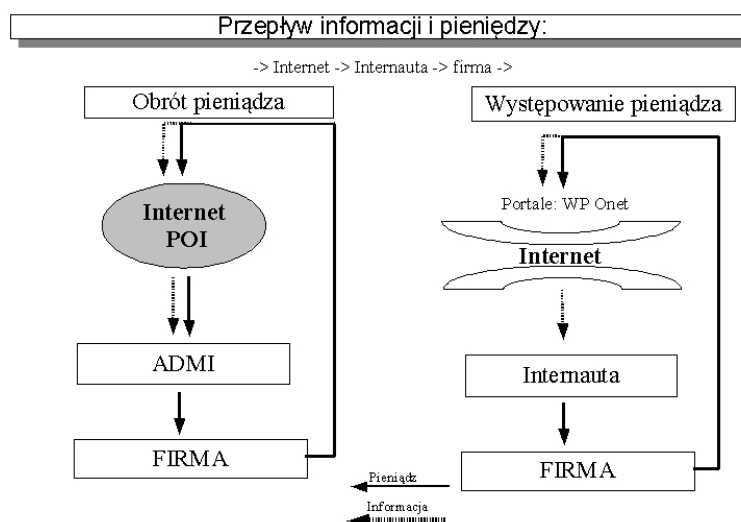 Przepływ informacji i pieniędzy:
-> Internet -> Internauta -> firma ->
Obrót pieniądza
Internet
POI
ADMI
FIRMA
Występowanie pieniądza
Portale: WP Onet
Internet
Internauta
FIRMA
Pieniądz
Informacja